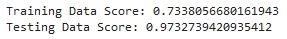 Training Data Score: 0.7338056680161943
Testing Data Score: 0.9732739420935412